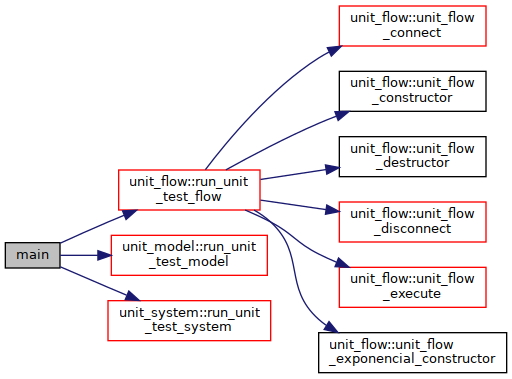 main
unit_flow::run_unit
_test_flow
unit_model::run_unit
_test_model
unit_system::run_unit
_test_system
unit_flow::unit_flow
_connect
unit_flow::unit_flow
_constructor
unit_flow::unit_flow
_destructor
unit_flow::unit_flow
_disconnect
unit_flow::unit_flow
_execute
unit_flow::unit_flow
_exponencial_constructor